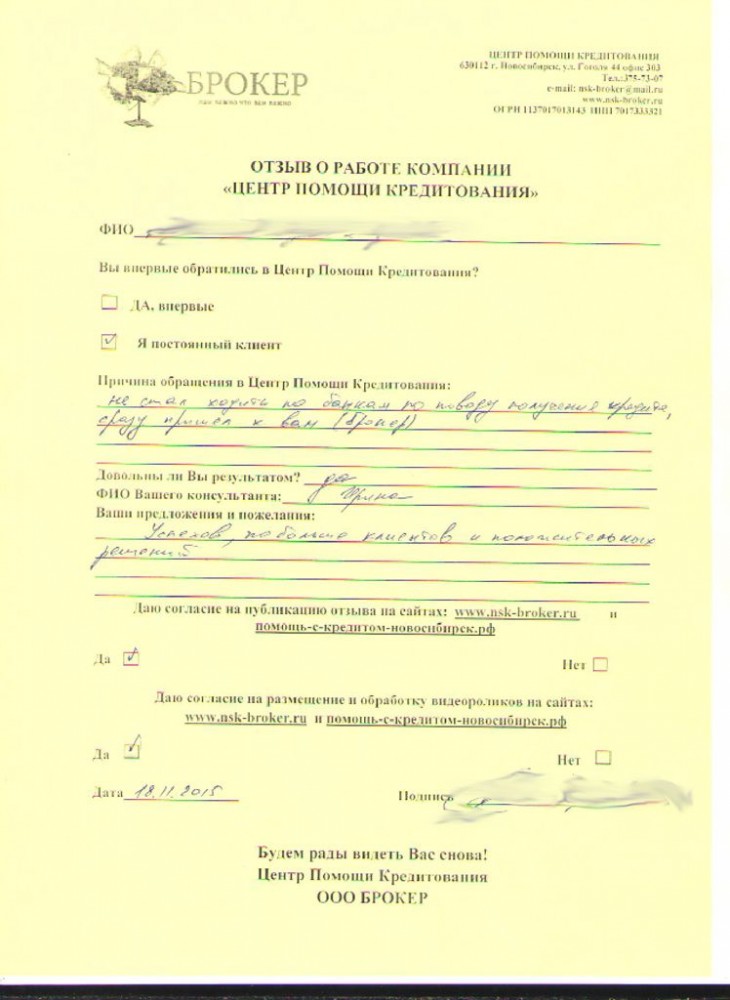 БРОКЕР
ЦЕНТР ПОМОЩИ КРЕДИТОВАНИЯ
630112 г. Новосибирск, ул. Гоголя 44 офис 303
Тел.:375-73-07
e-mail: nsk-broker@mail.ru
www.nsk-broker.ru
ОГРН 1137017013143 ИНН 7017333321
ОТЗЫВ О РАБОТЕ КОМПАНИИ
«ЦЕНТР ПОМОЩИ КРЕДИТОВАНИЯ»
ФИО
Вы впервые обратились в Центр Помощи Кредитования?
ДА, впервые
Я постоянный клиент
Причина обращения в Центр Помощи Кредитования:
не стал ходить по банкам по поводу получения кредита,
сразу пришел к вам (брокер)
Довольны ли Вы результатом? да
ФИО Вашего консультанта: Ирина
Ваши предложения и пожелания:
Успехов, побольше клиентов и положительных
решений
Даю согласие на публикацию отзыва на сайтах: www.nsk-broker.ru и
помощь-с-кредитом-новосибирск.рф
Да Нет
Даю согласие на размещение и обработку видеороликов на сайтах:
www.nsk-broker.ru и помощь-с-кредитом-новосибирск.рф
Да Нет
Дата 18.11.2015 Подпись
Будем рады видеть Вас снова!
Центр Помощи Кредитования
ООО БРОКЕР